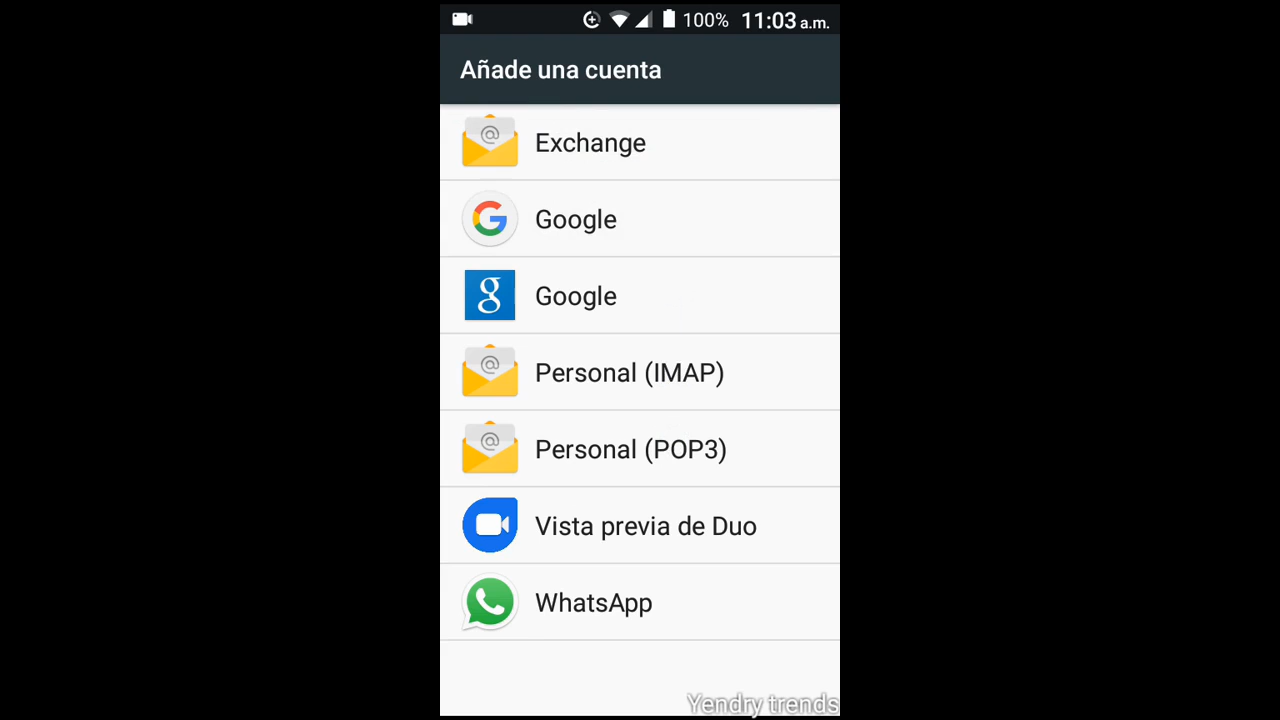 100% 11:03 a.m.
Añade una cuenta
@ Exchange
G Google
g Google
@ Personal (IMAP)
@ Personal (POP3)
Vista previa de Duo
WhatsApp
Yendry trends